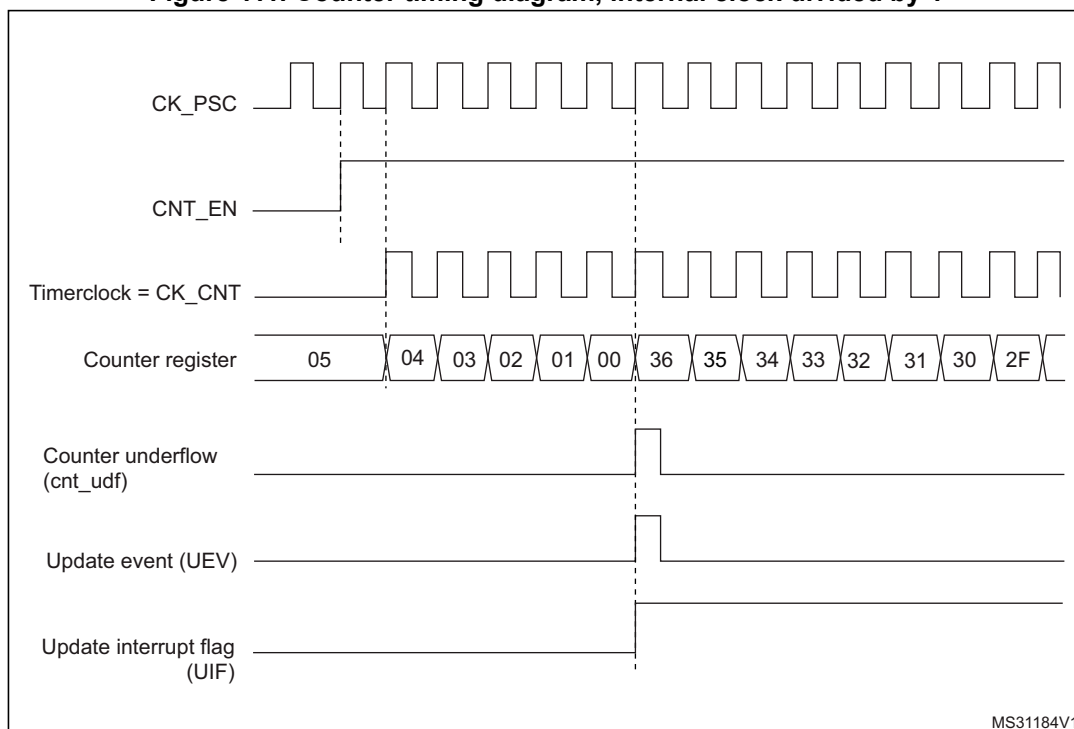 CK_PSC
CNT_EN
Timerclock = CK_CNT
Counter register 05 04 03 02 01 00 36 35 34 33 32 31 30 2F
Counter underflow
(cnt_udf)
Update event (UEV)
Update interrupt flag
(UIF)
MS31184V1